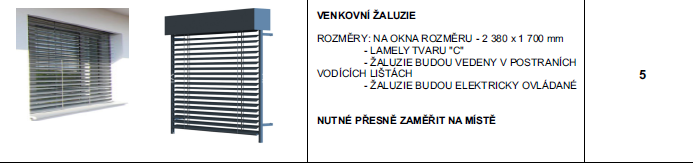 VENKOVNÍ ŽALUZIE
ROZMĚRY: NA OKNA ROZMĚRU - 2 380 x 1 700 mm
- LAMELY TVARU "C"
- ŽALUZIE BUDOU VEDENY V POSTRANÍCH
VODÍCÍCH LIŠTÁCH
- ŽALUZIE BUDOU ELEKTRICKY OVLÁDANÉ
5
NUTNÉ PŘESNĚ ZAMĚŘIT NA MÍSTĚ